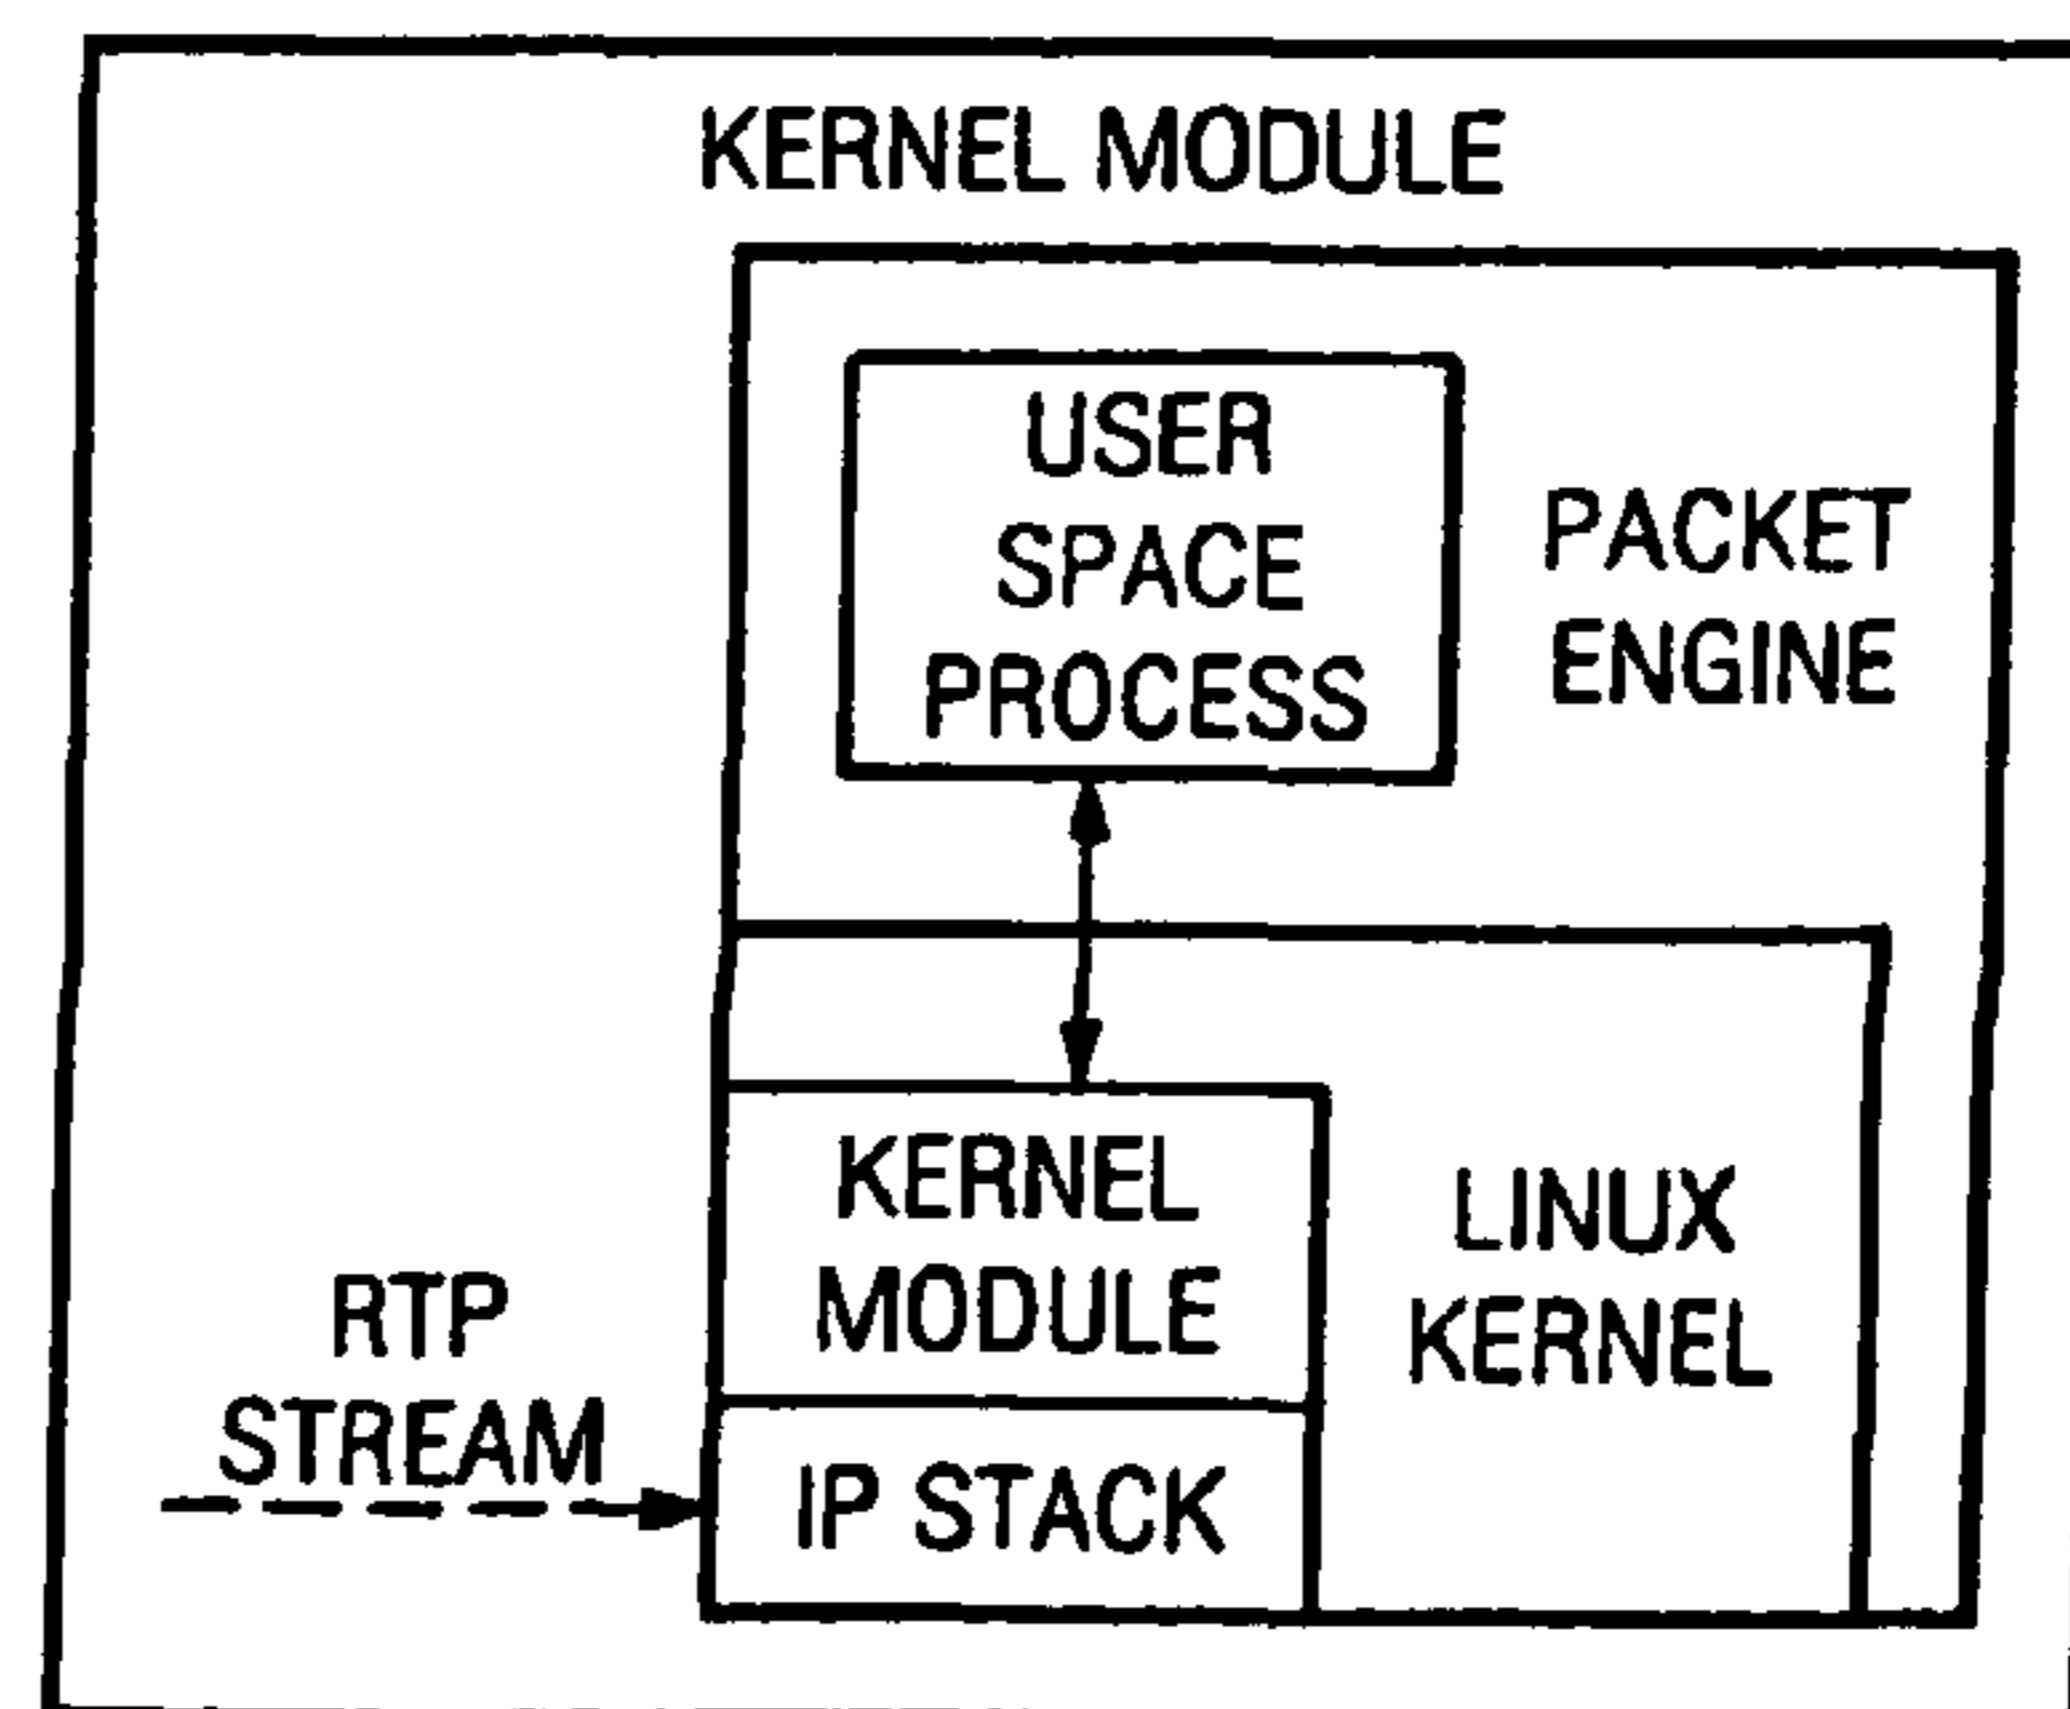 KERNEL MODULE
USER
SPACE
PROCESS
PACKET
ENGINE
KERNEL
MODULE
LINUX
KERNEL
RTP
STREAM
IP STACK